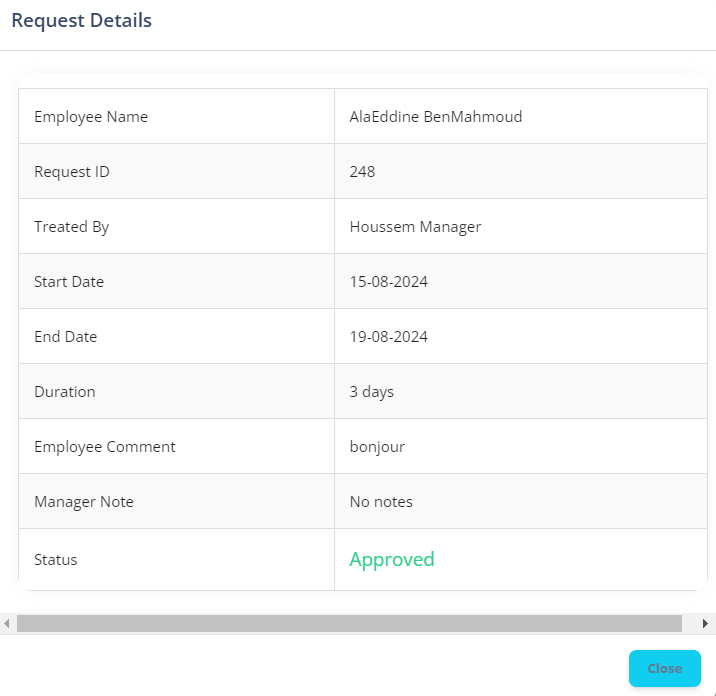 Request Details
Employee Name AlaEddine BenMahmoud
Request ID 248
Treated By Houssem Manager
Start Date 15-08-2024
End Date 19-08-2024
Duration 3 days
Employee Comment bonjour
Manager Note No notes
Status Approved
Close